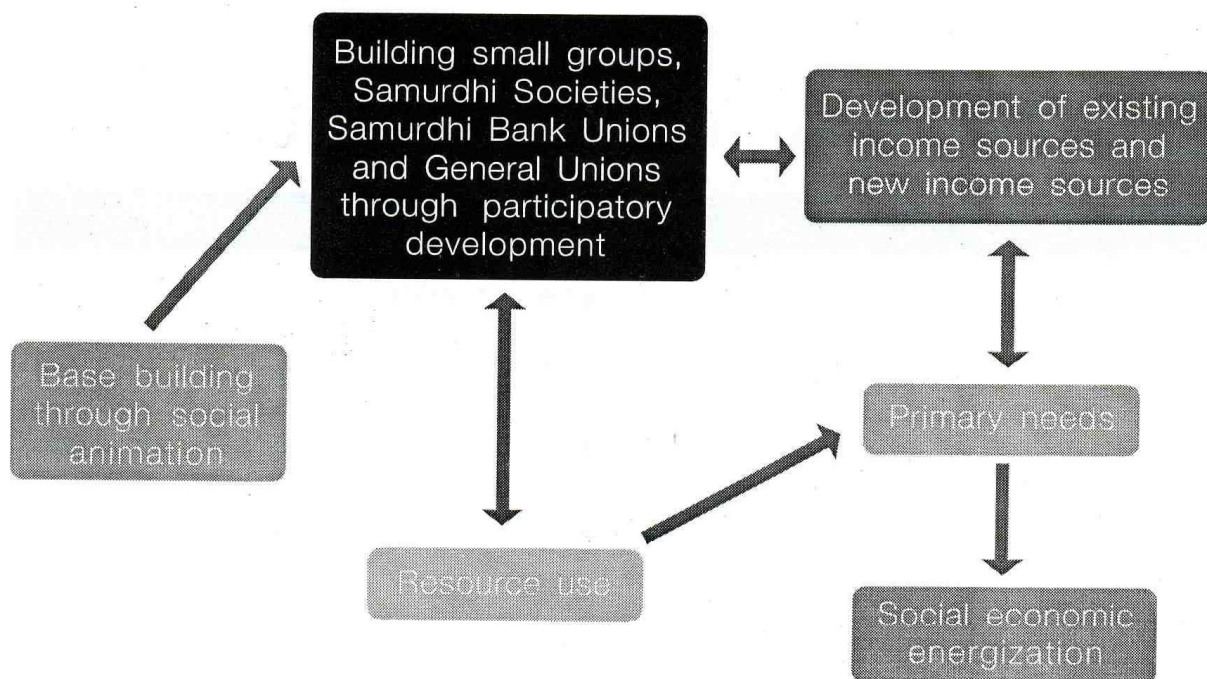 Building small groups,
Samurdhi Societies,
Samurdhi Bank Unions
and General Unions
through participatory
development
Development of existing
income sources and
new income sources
Base building
through social
animation
Primary needs
Resource use
Social economic
energization